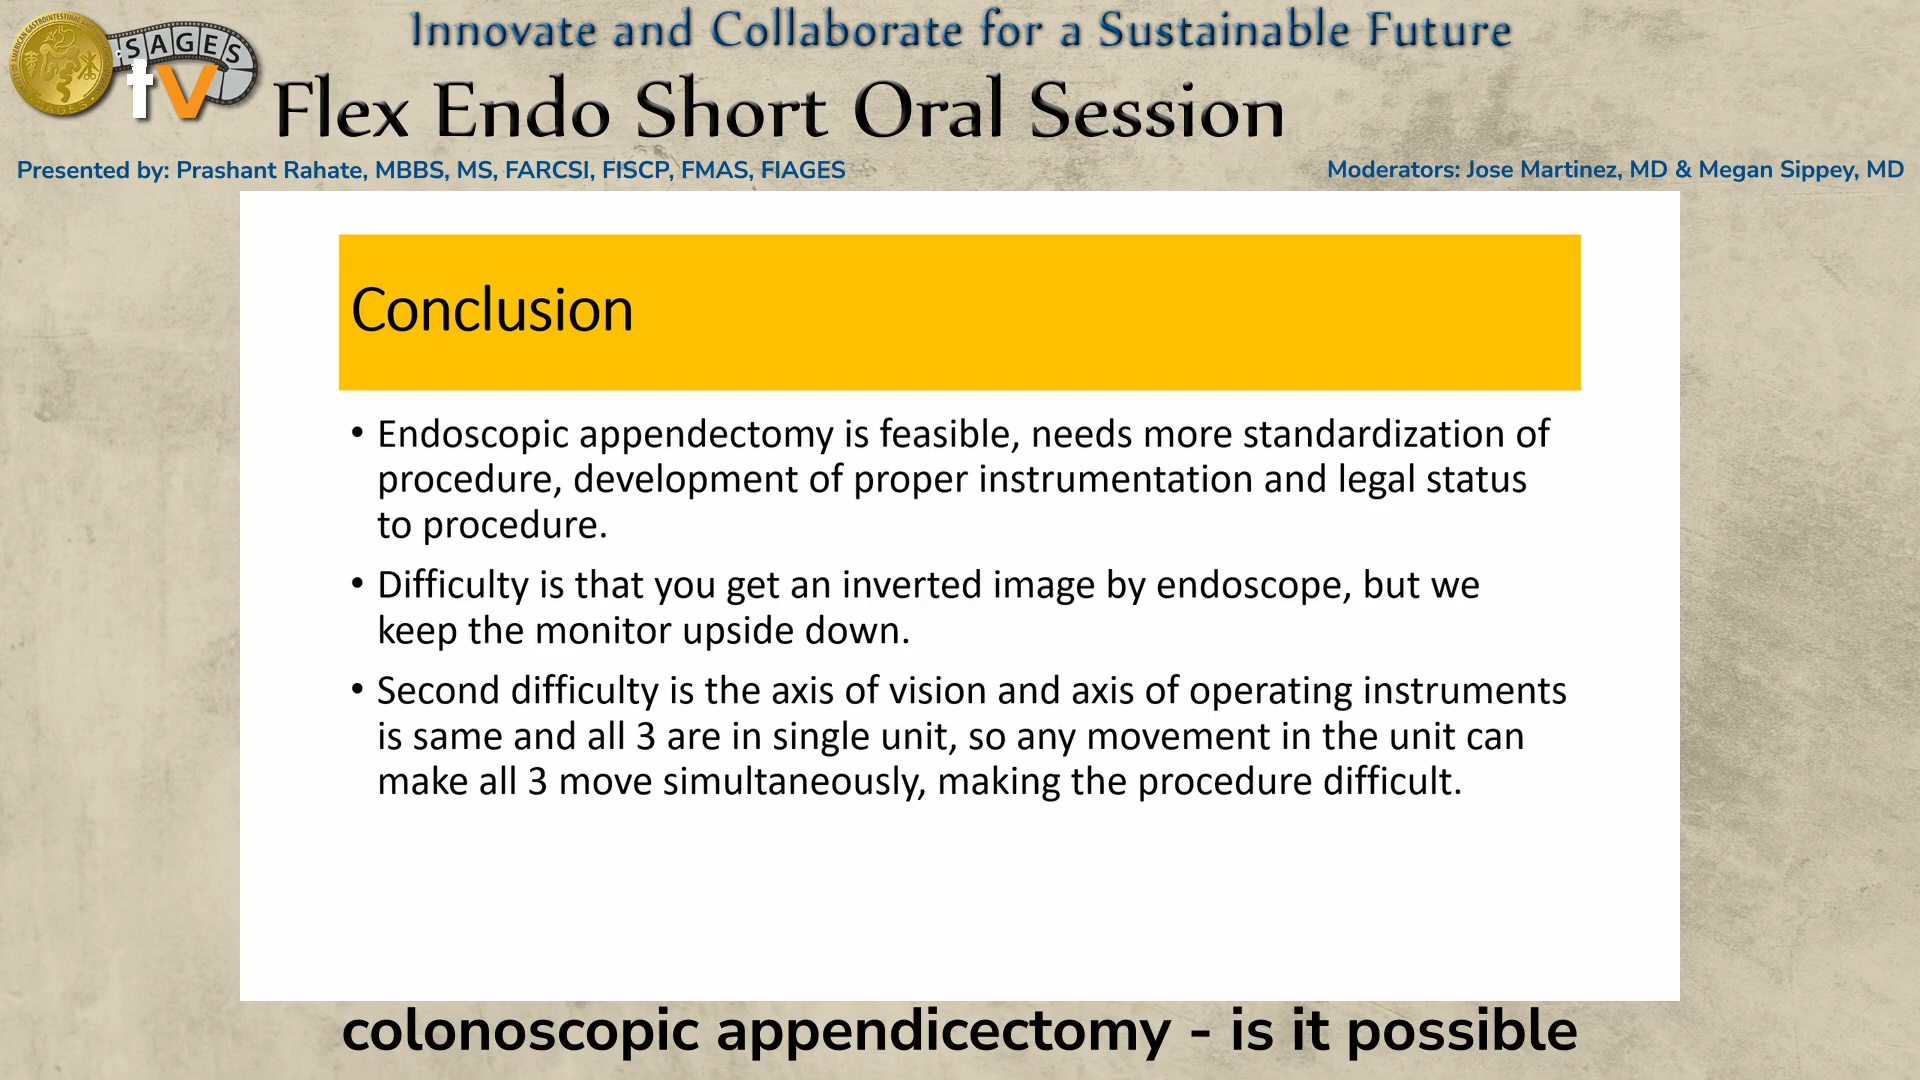 SAGES
tv
Innovate and Collaborate for a Sustainable Future
Flex Endo Short Oral Session
Presented by: Prashant Rahate, MBBS, MS, FARCSI, FISCP, FMAS, FIAGES
Moderators: Jose Martinez, MD & Megan Sippey, MD
Conclusion
• Endoscopic appendectomy is feasible, needs more standardization of
procedure, development of proper instrumentation and legal status
to procedure.
• Difficulty is that you get an inverted image by endoscope, but we
keep the monitor upside down.
• Second difficulty is the axis of vision and axis of operating instruments
is same and all 3 are in single unit, so any movement in the unit can
make all 3 move simultaneously, making the procedure difficult.
colonoscopic appendicectomy - is it possible